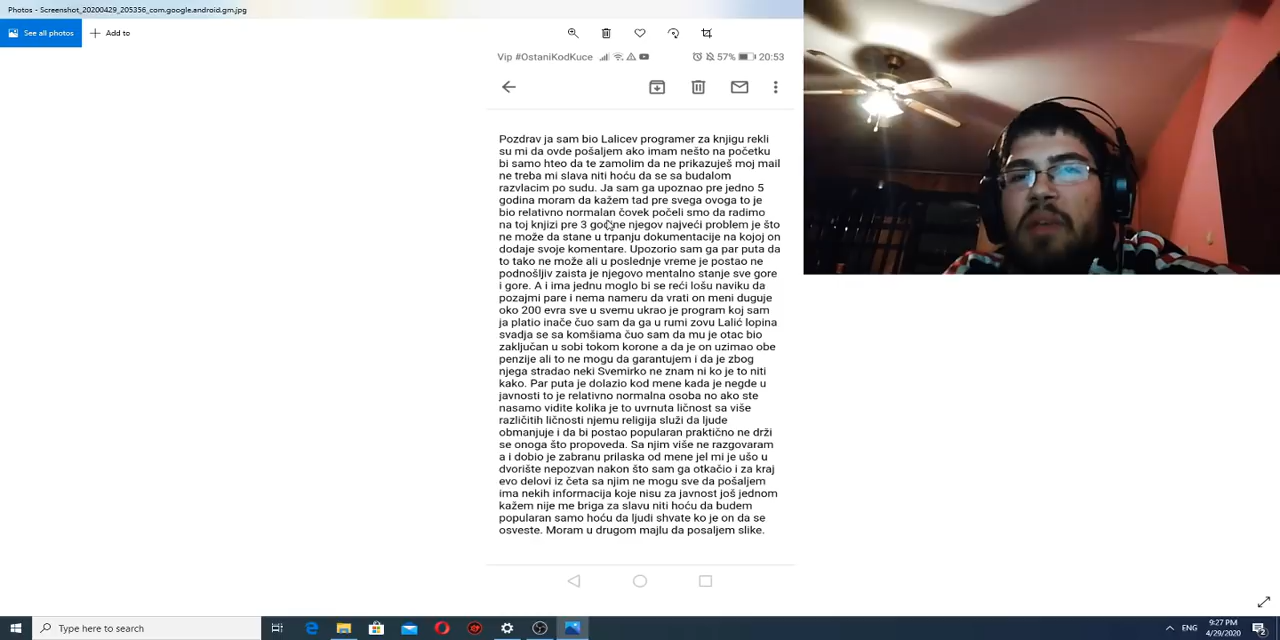 Photos - Screenshot_20200429_205356_com.google.android.gm.jpg
See all photos
Add to
Vip #OstaniKodKuce
57%
20:53
Pozdrav ja sam bio Lalicev programer za knjigu rekli
su mi da ovde pošaljem ako imam nešto na početku
bi samo hteo da te zamolim da ne prikazuješ moj mail
ne treba mi slava niti hoću da se sa budalom
razvlacim po sudu. Ja sam ga upoznao pre jedno 5
godina moram da kažem tad pre svega ovoga to je
bio relativno normalan čovek počeli smo da radimo
na toj knjizi pre 3 godine njegov najveći problem je što
ne može da stane u trpanju dokumentacije na kojoj on
dodaje svoje komentare. Upozorio sam ga par puta da
to tako ne može ali u poslednje vreme je postao ne
podnošljiv zaista je njegovo mentalno stanje sve gore
i gore. A i ima jednu moglo bi se reći lošu naviku da
pozajmi pare i nema nameru da vrati on meni duguje
oko 200 evra sve u svemu ukrao je program koj sam
ja platio inače čuo sam da ga u rumi zovu Lalić lopina
svadja se sa komšiama čuo sam da mu je otac bio
zaključan u sobi tokom korone a da je on uzimao obe
penzije ali to ne mogu da garantujem i da je zbog
njega stradao neki Svemirko ne znam ni ko je to niti
kako. Par puta je dolazio kod mene kada je negde u
javnosti to je relativno normalna osoba no ako ste
nasamo vidite kolika je to uvrnuta ličnost sa više
različitih ličnosti njemu religija služi da ljude
obmanjuje i da bi postao popularan praktično ne drži
se onoga što propoveda. Sa njim više ne razgovaram
a i dobio je zabranu prilaska od mene jel mi je ušo u
dvorište nepozvan nakon što sam ga otkačio i za kraj
evo delovi iz četa sa njim ne mogu sve da pošaljem
ima nekih informacija koje nisu za javnost još jednom
kažem nije me briga za slavu niti hoću da budem
popularan samo hoću da ljudi shvate ko je on da se
osveste. Moram u drugom majlu da posaljem slike.
Type here to search
ENG
9:27 PM
4/29/2020